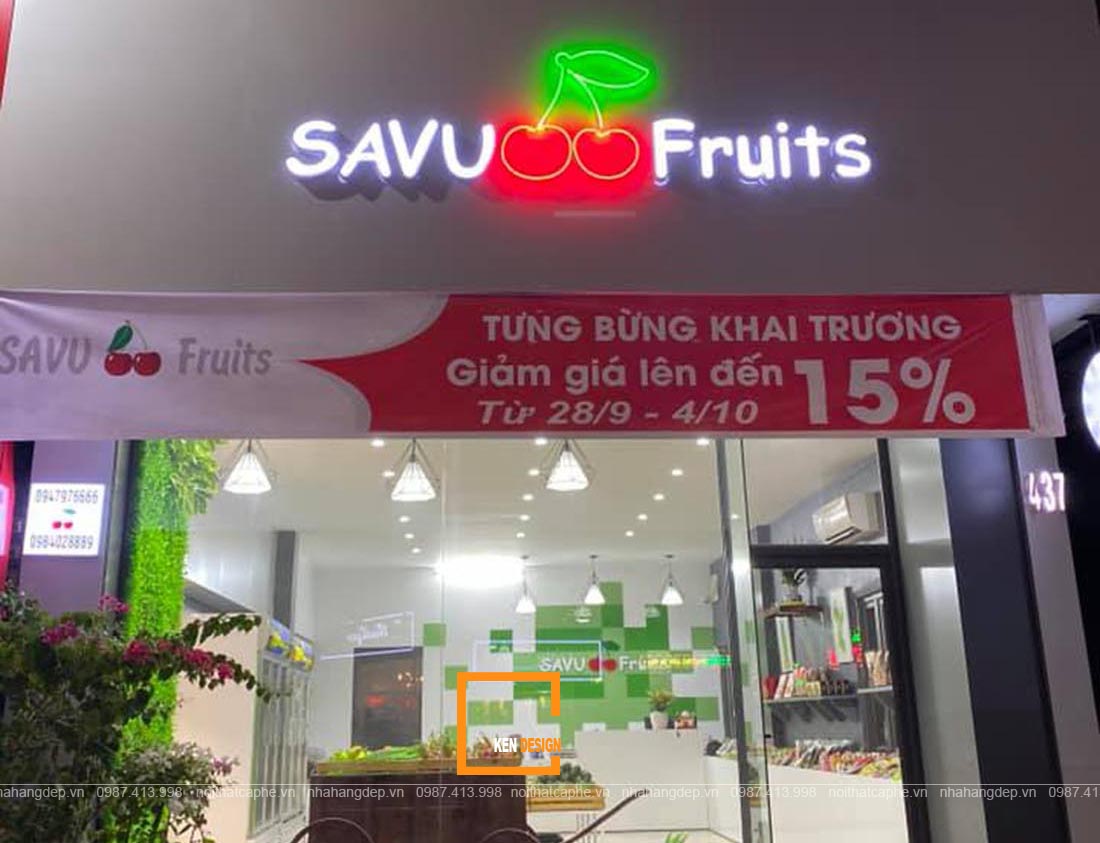 SAVU Fruits
SAVU Fruits
TƯNG BỪNG KHAI TRƯƠNG
Giảm giá lên đến 15%
Từ 28/9 - 4/10
0947976666
0984028889
437
SAVU Fruits
KEN DESIGN
nhahangdep.vn 0987.413.998 noithatcaphe.vn nhahangdep.vn 0987.413.998 noithatcaphe.vn nhahangdep.vn 0987.413.998 noithatcaphe.vn nhahangdep.vn 0987.41